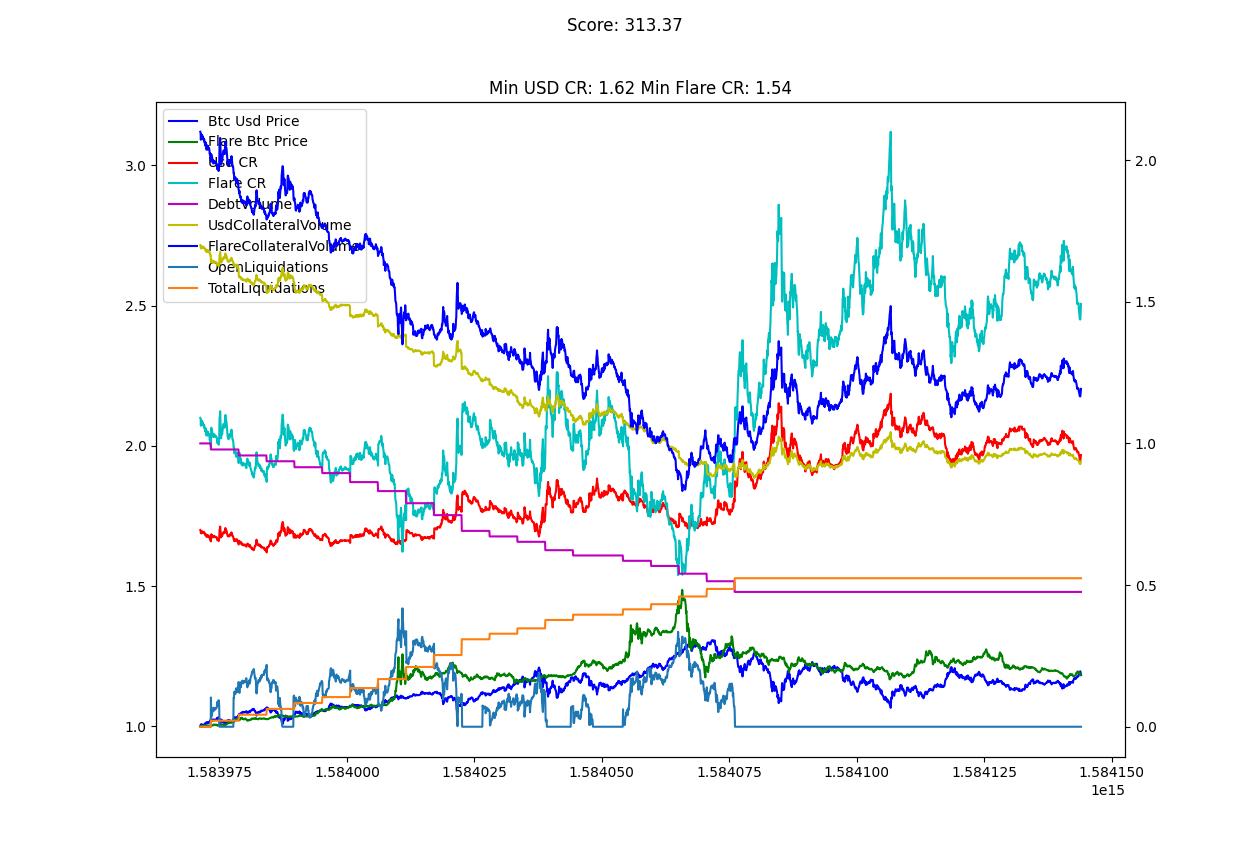 Score: 313.37
Min USD CR: 1.62 Min Flare CR: 1.54
Btc Usd Price
Flare Btc Price
Usd CR
Flare CR
DebtVolume
UsdCollateralVolume
FlareCollateralVolume
OpenLiquidations
TotalLiquidations
3.0
2.5
2.0
1.5
1.0
2.0
1.5
1.0
0.5
0.0
1.583975
1.584000
1.584025
1.584050
1.584075
1.584100
1.584125
1.584150
1e15